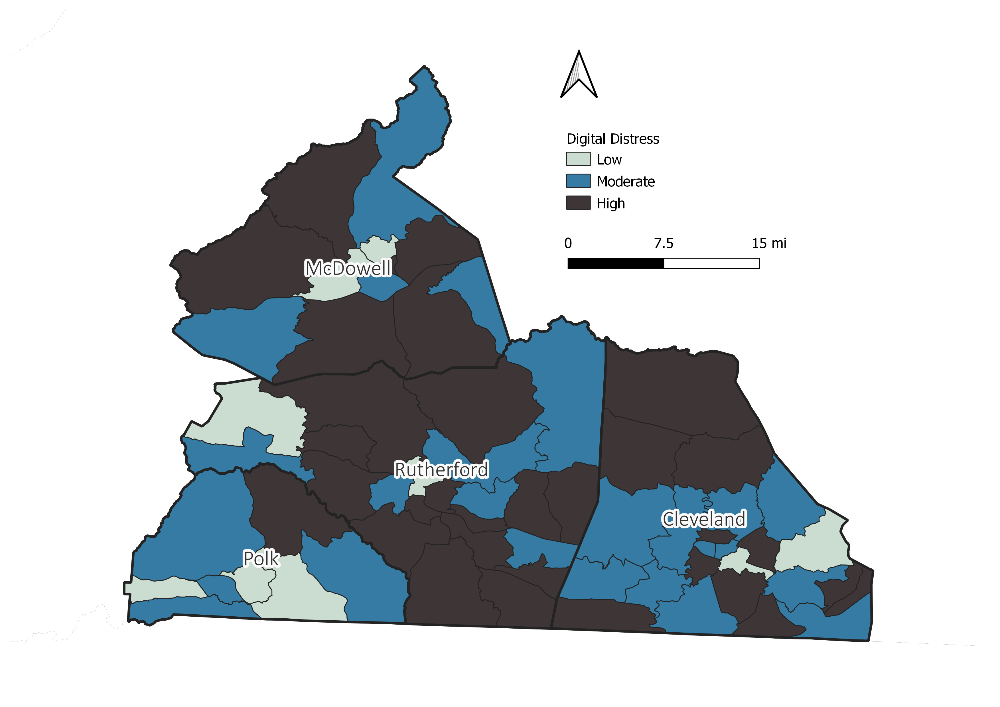 Digital Distress
Low
Moderate
High
0 7.5 15 mi
McDowell
Rutherford
Cleveland
Polk